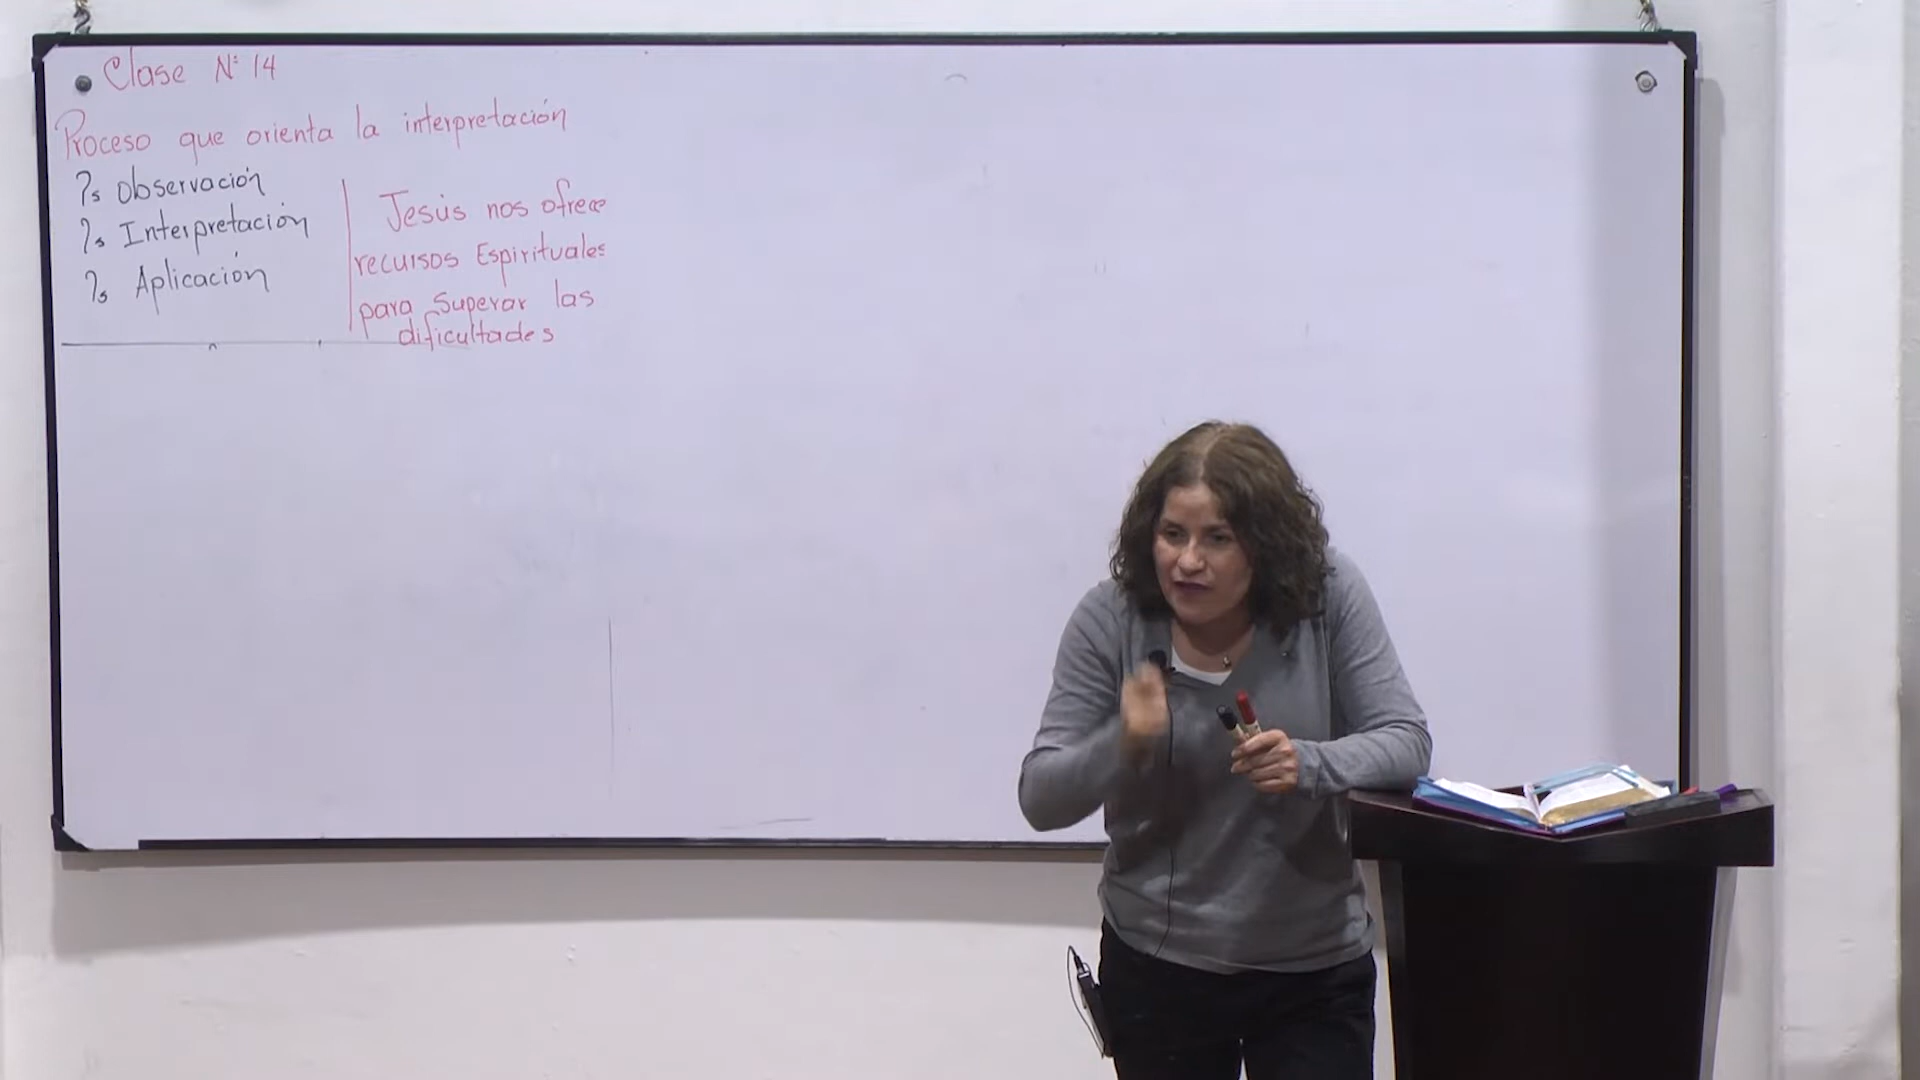 Clase N° 14
Proceso que orienta la interpretación
?s Observación
?s Interpretación
?s Aplicación
Jesús nos ofrece
recursos Espirituales
para Superar las
dificultades